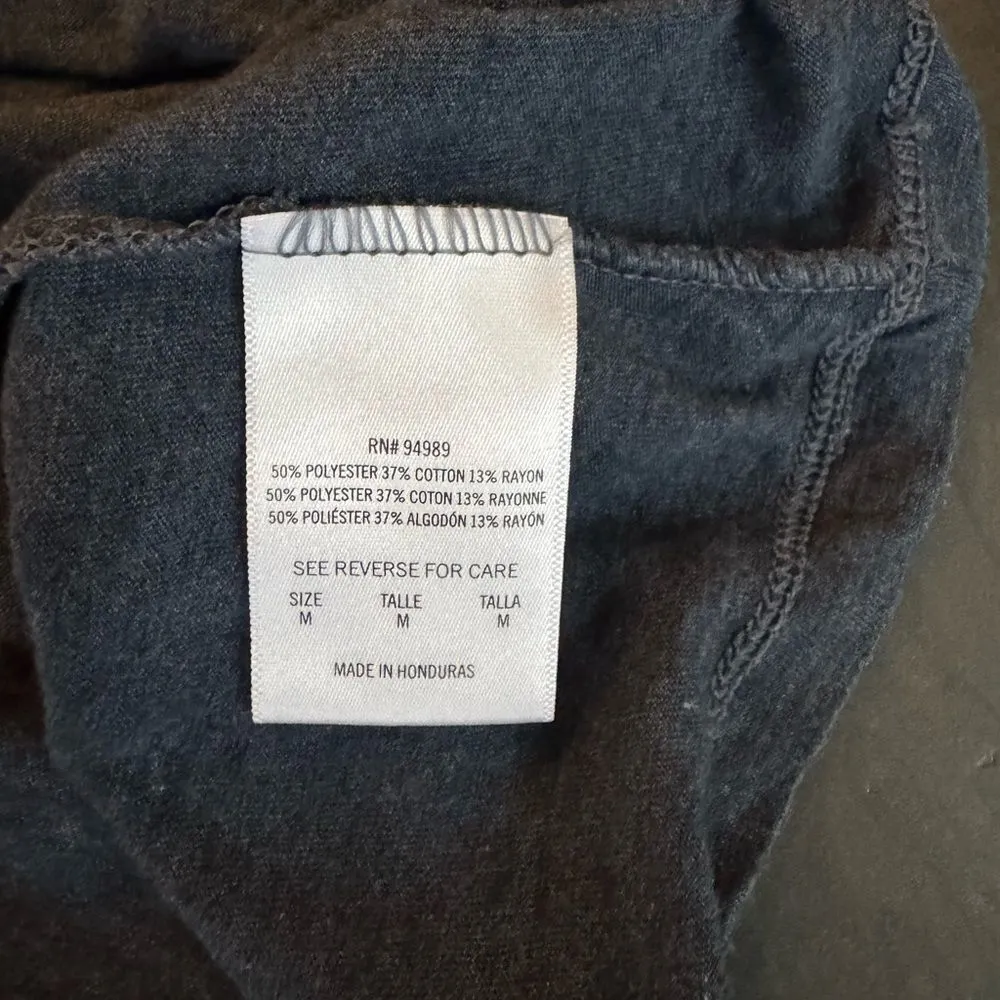 RN# 94989
50% POLYESTER 37% COTTON 13% RAYON
50% POLYESTER 37% COTON 13% RAYONNE
50% POLIÉSTER 37% ALGODÓN 13% RAYÓN
SEE REVERSE FOR CARE
SIZE TALLE TALLA
M M M
MADE IN HONDURAS